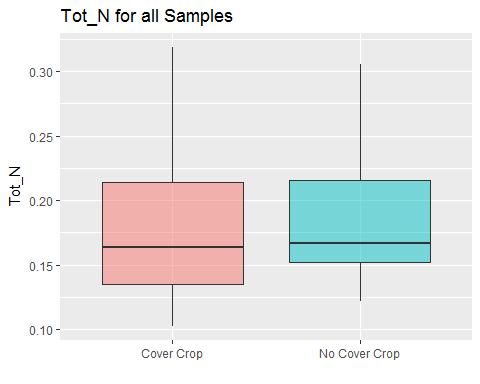 Tot_N for all Samples
Tot_N
0.30
0.25
0.20
0.15
0.10
Cover Crop
No Cover Crop